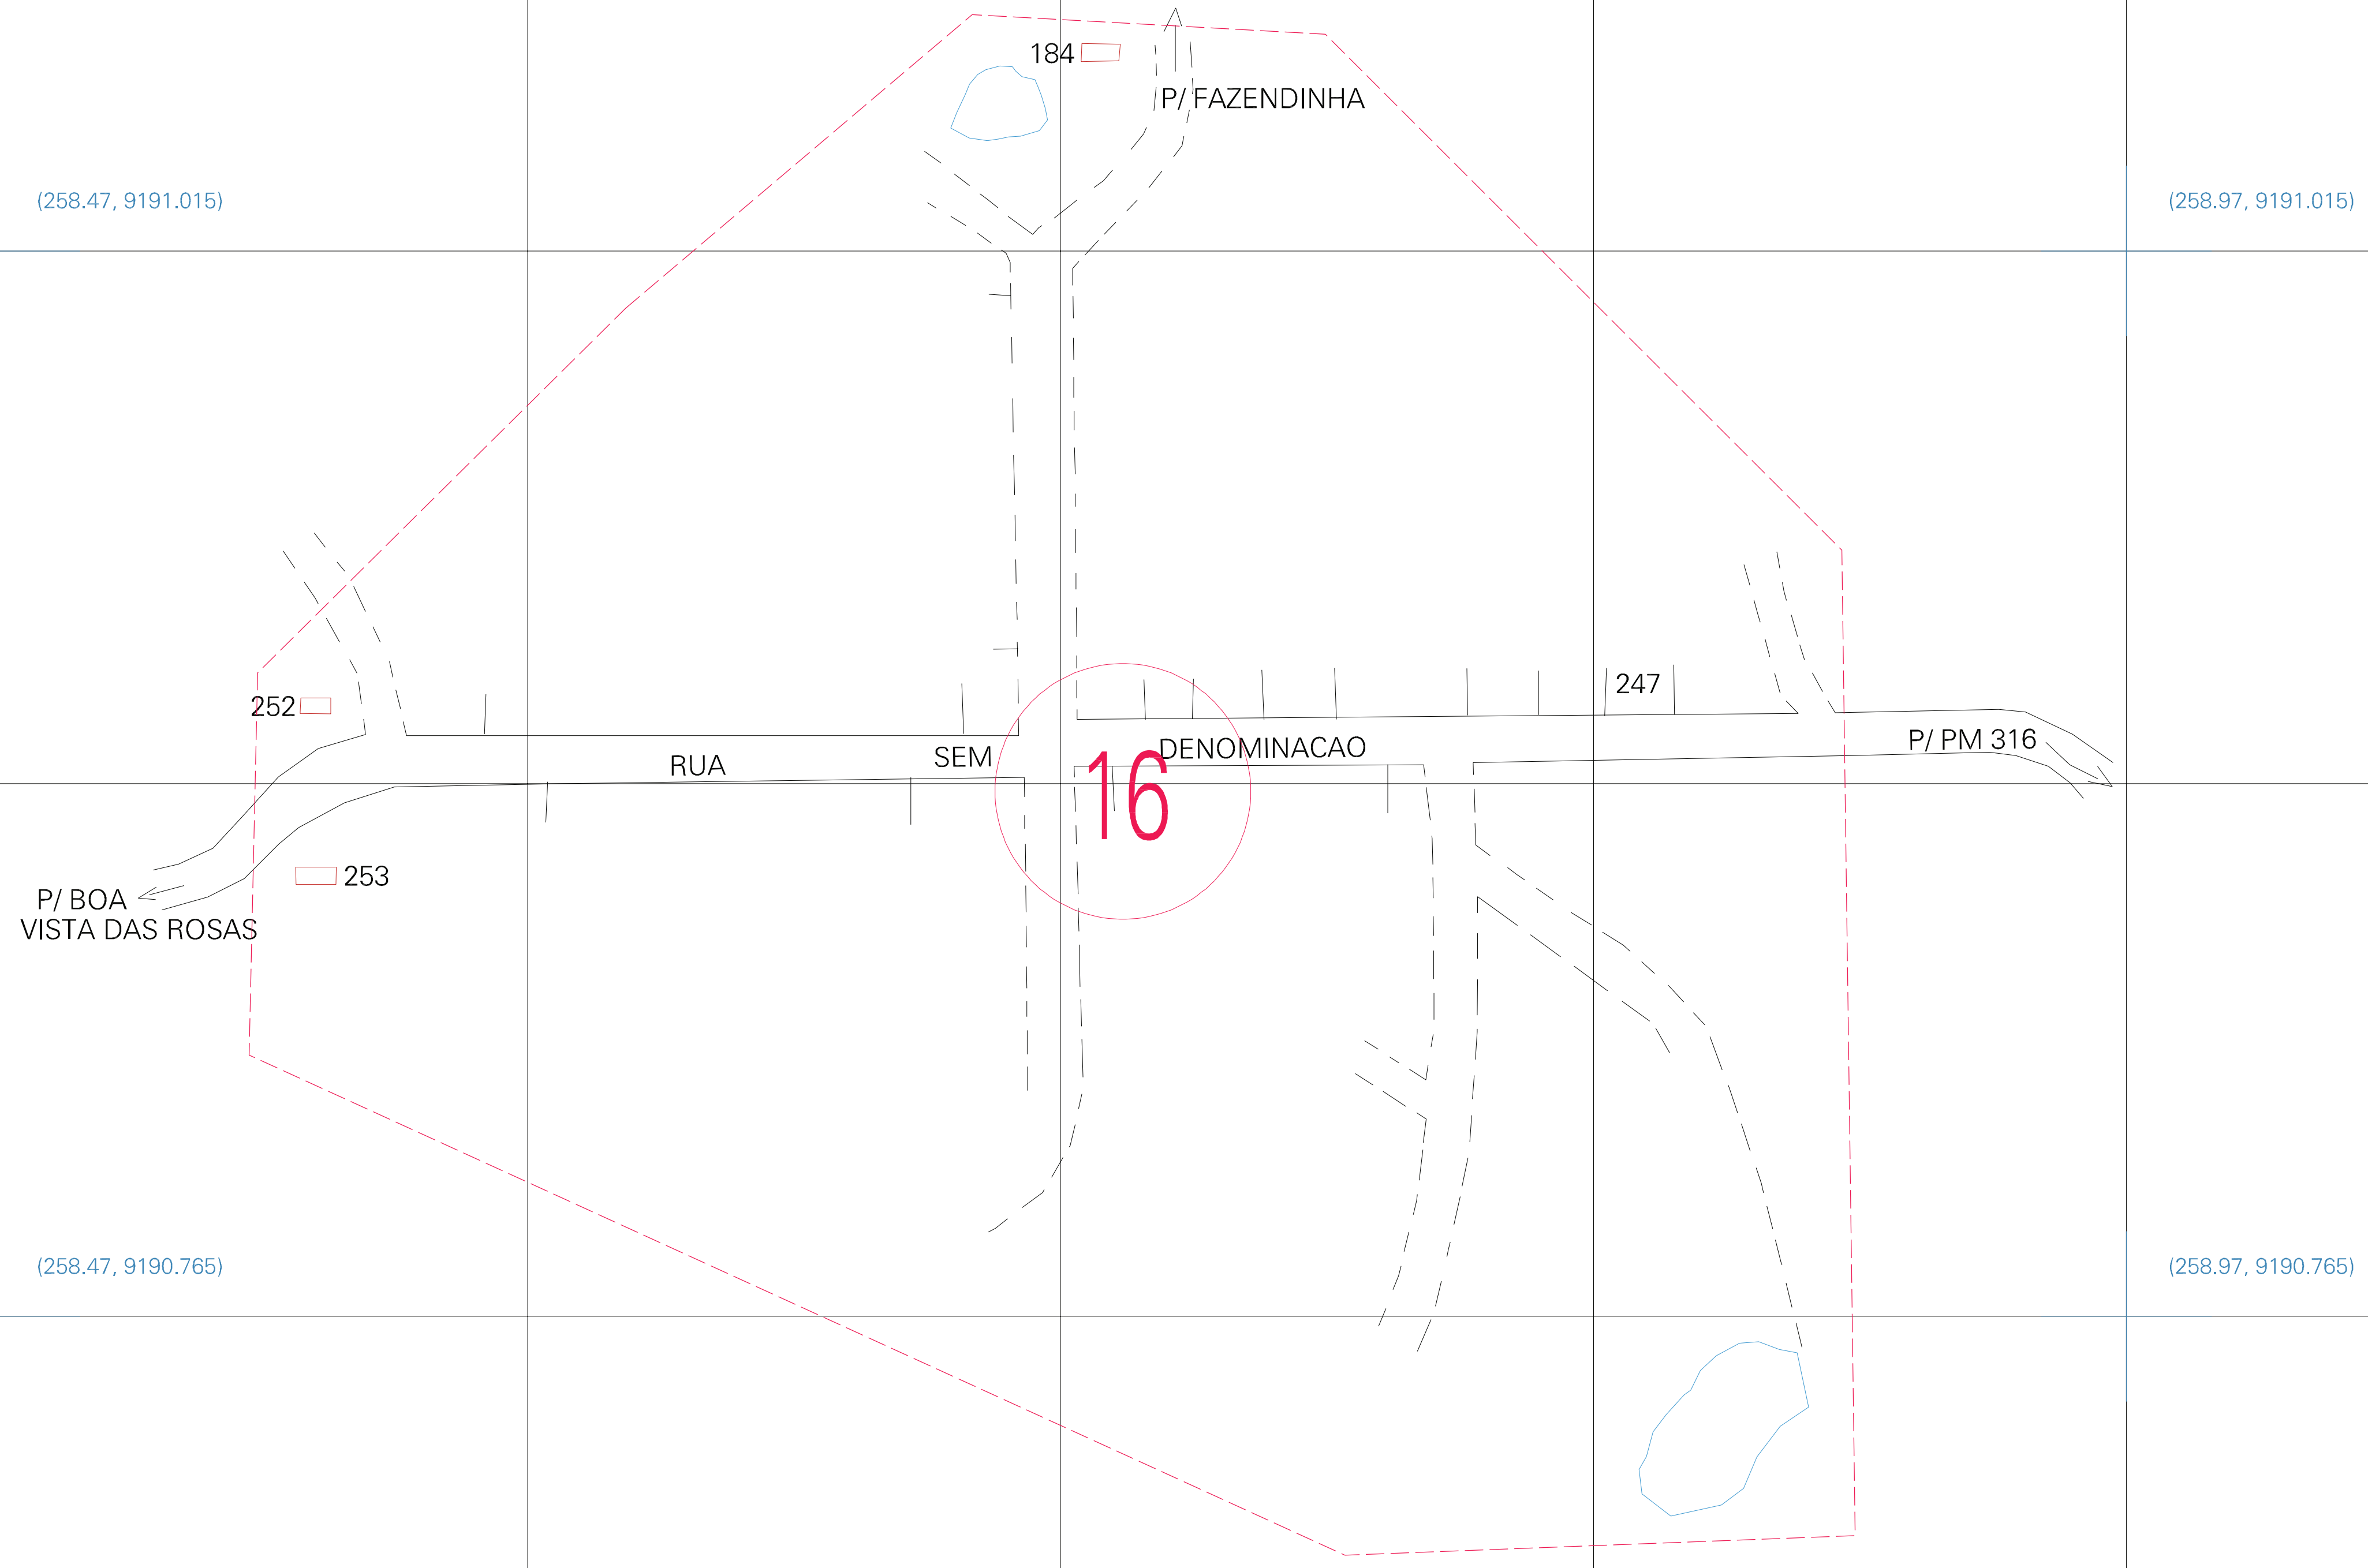 184
P/ FAZENDINHA
(258.47, 9191.015)
(258.97, 9191.015)
252
247
RUA SEM DENOMINACAO
P/ PM 316
16
253
P/ BOA
VISTA DAS ROSAS
(258.47, 9190.765)
(258.97, 9190.765)